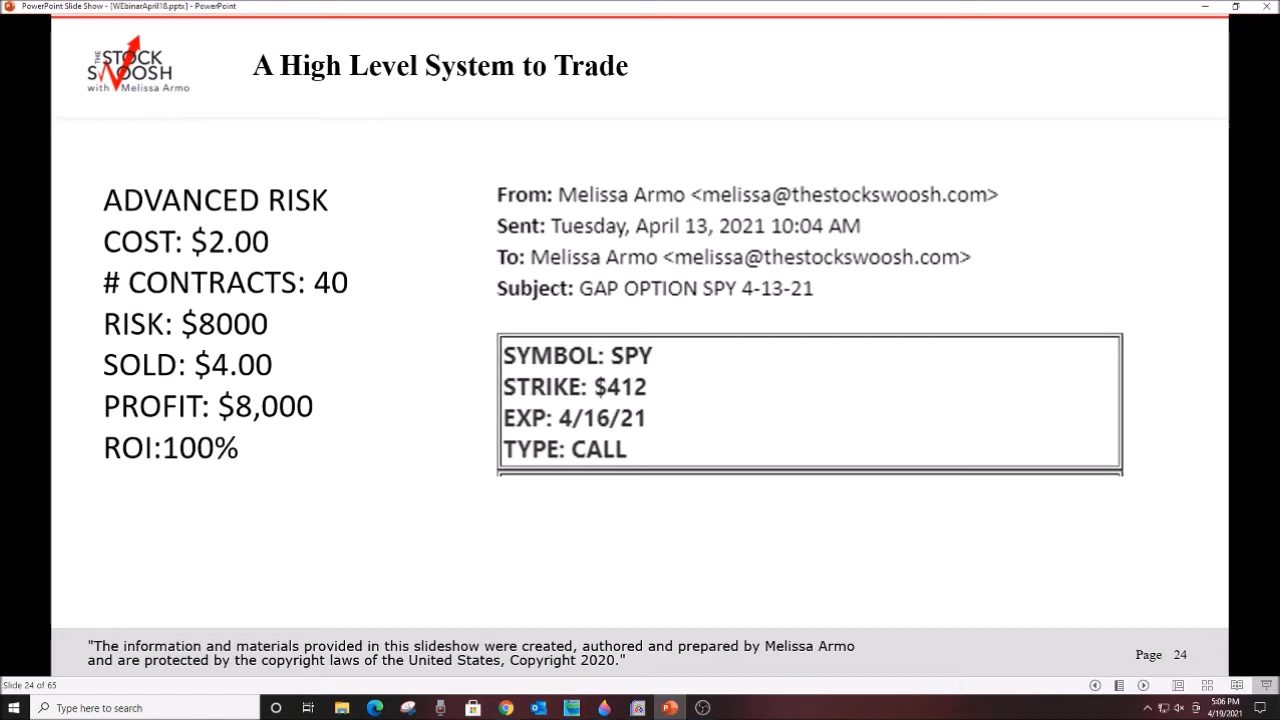 PowerPoint Slide Show - [WEbinarApril18.pptx] - PowerPoint
THE
STOCK
SWOOSH
with Melissa Armo
A High Level System to Trade
ADVANCED RISK
COST: $2.00
# CONTRACTS: 40
RISK: $8000
SOLD: $4.00
PROFIT: $8,000
ROI:100%
From: Melissa Armo <melissa@thestockswoosh.com>
Sent: Tuesday, April 13, 2021 10:04 AM
To: Melissa Armo <melissa@thestockswoosh.com>
Subject: GAP OPTION SPY 4-13-21
SYMBOL: SPY
STRIKE: $412
EXP: 4/16/21
TYPE: CALL
"The information and materials provided in this slideshow were created, authored and prepared by Melissa Armo
and are protected by the copyright laws of the United States, Copyright 2020."
Page 24
Slide 24 of 65
Type here to search
5:06 PM
4/19/2021